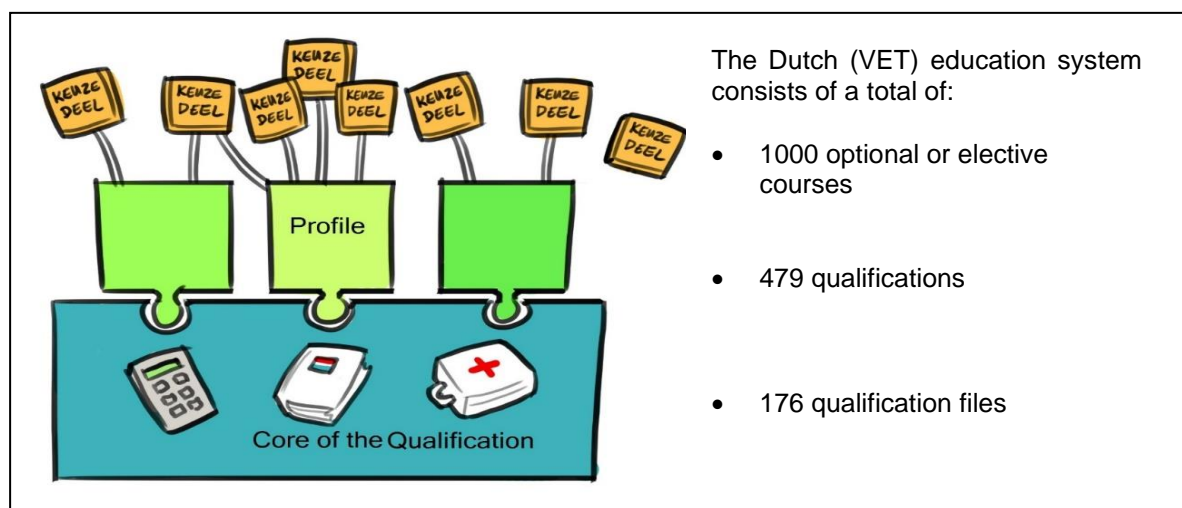 KEUZE
DEEL
KEUZE
DEEL
KEUZE
DEEL
KEUZE
DEEL
KEUZE
DEEL
KEUZE
DEEL
KEUZE
DEEL
KEUZE
DEEL
Profile
Core of the Qualification
The Dutch (VET) education system
consists of a total of:
• 1000 optional or elective
courses
• 479 qualifications
• 176 qualification files